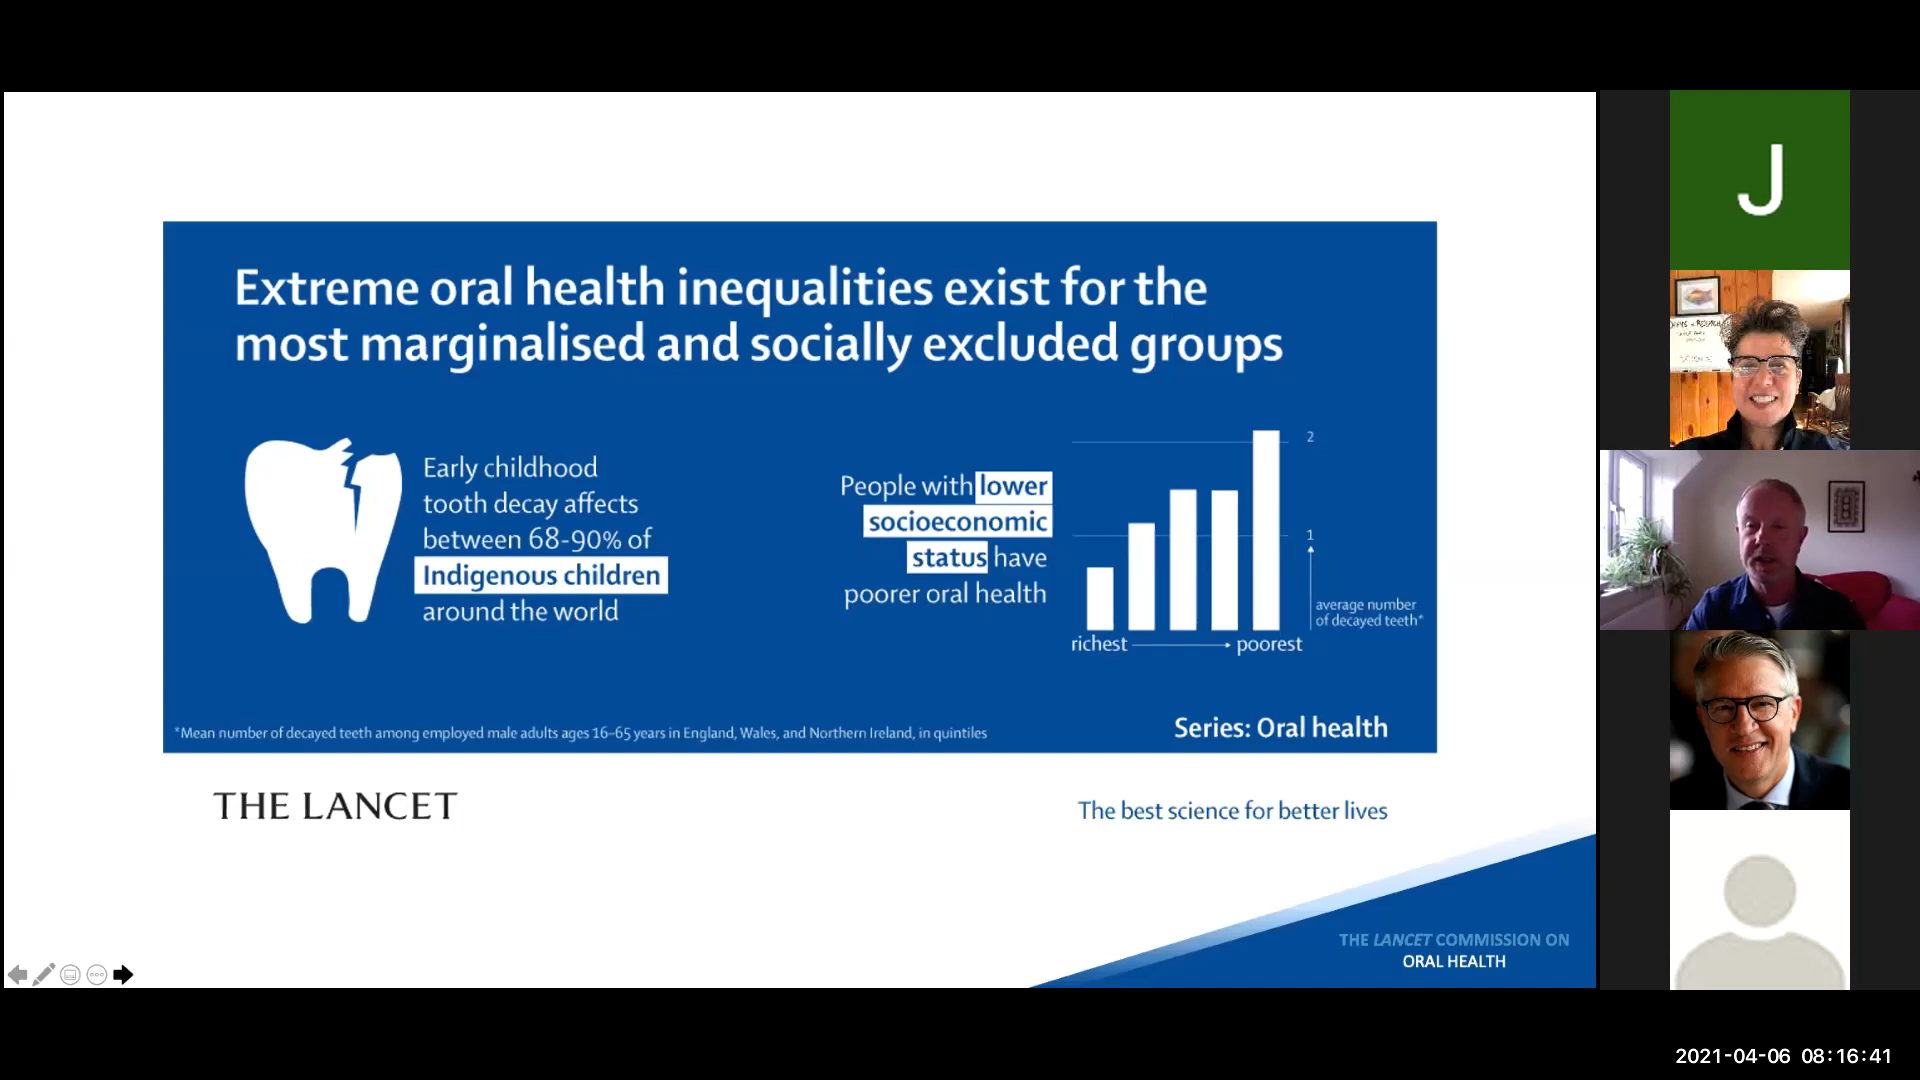 Extreme oral health inequalities exist for the
most marginalised and socially excluded groups
Early childhood
tooth decay affects
between 68-90% of
Indigenous children
around the world
People with lower
socioeconomic
status have
poorer oral health
2
1
average number
of decayed teeth*
richest
poorest
*Mean number of decayed teeth among employed male adults ages 16–65 years in England, Wales, and Northern Ireland, in quintiles
Series: Oral health
THE LANCET
The best science for better lives
THE LANCET COMMISSION ON
ORAL HEALTH
J
2021-04-06 08:16:41